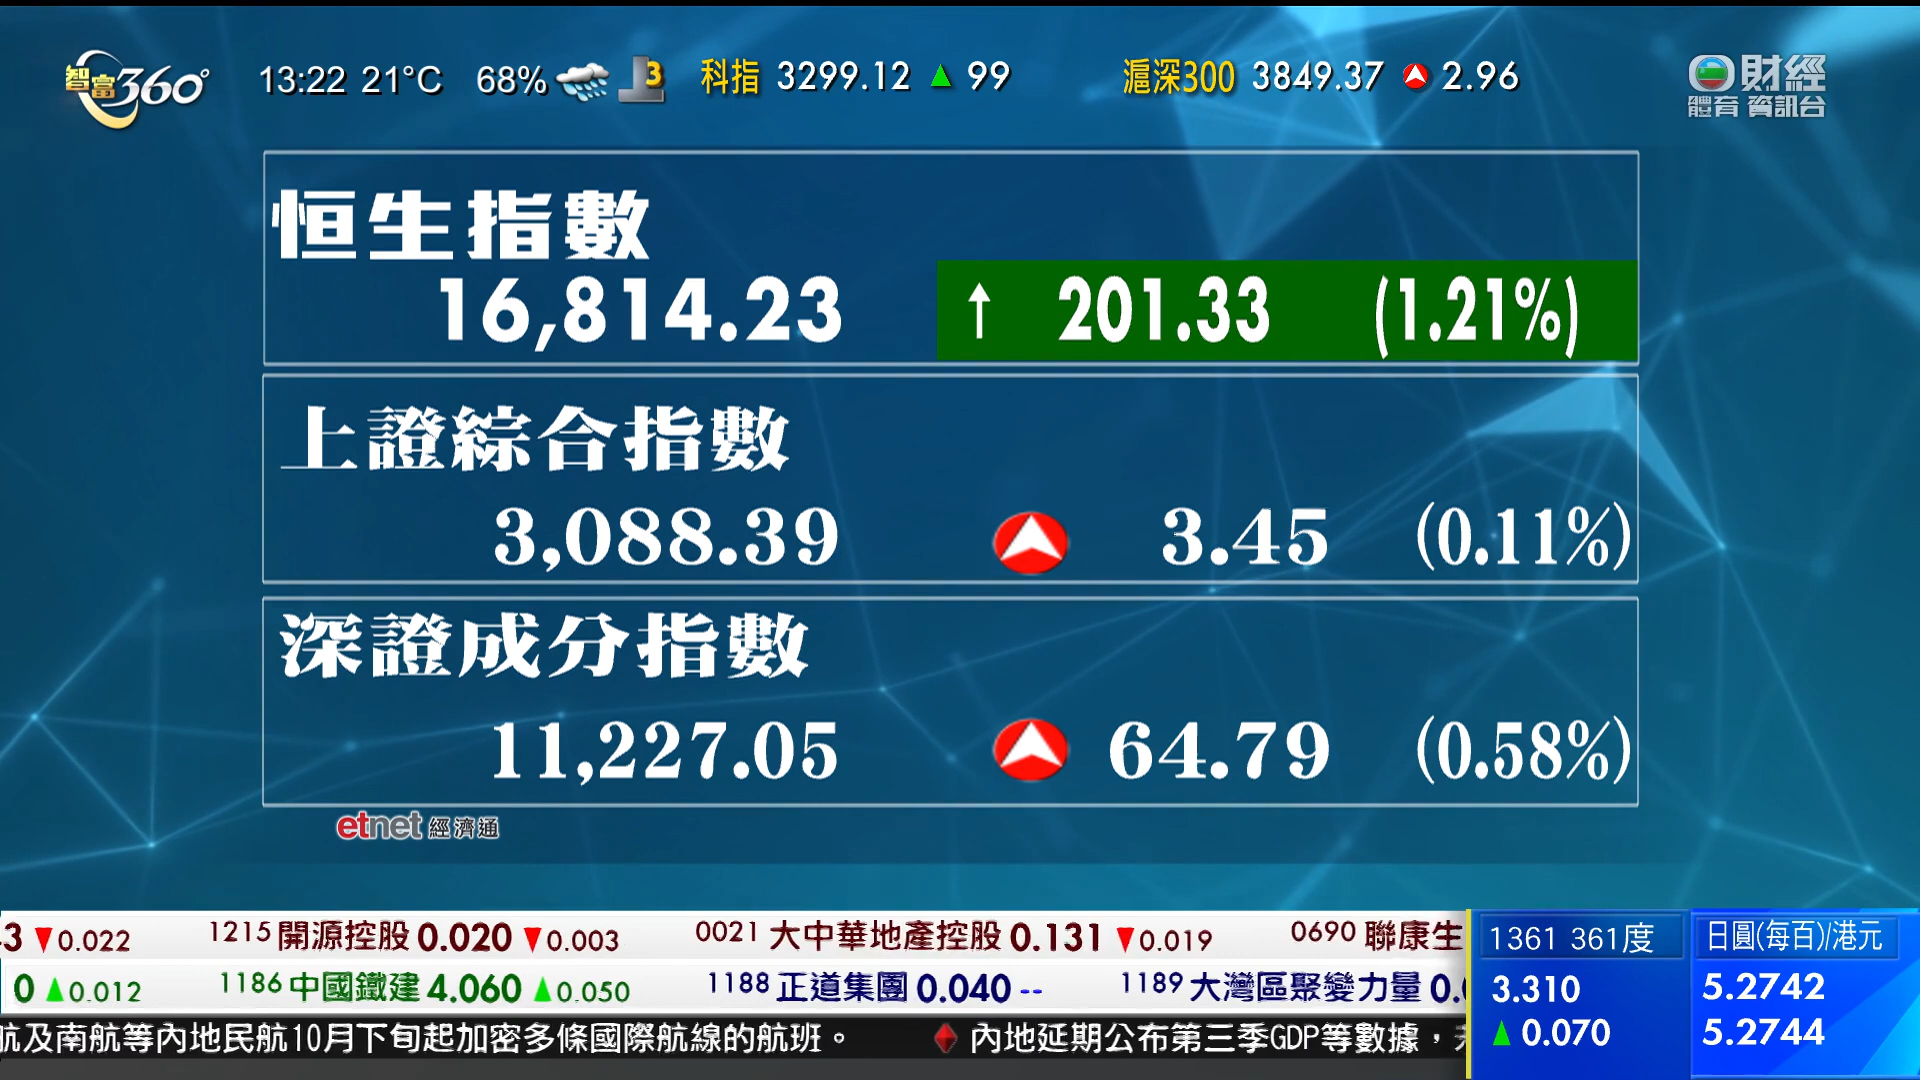 智富360°
13:22 21°C 68% 3 科指 3299.12 ▲ 99 滬深300 3849.37 2.96
財經
體育 資訊台
恒生指數
16,814.23 ↑ 201.33 (1.21%)
上證綜合指數
3,088.39 3.45 (0.11%)
深證成分指數
11,227.05 64.79 (0.58%)
etnet 經濟通
3 ▼0.022 1215 開源控股 0.020 ▼0.003 0021 大中華地產控股 0.131 ▼0.019 0690 聯康生
0 ▲0.012 1186 中國鐵建 4.060 ▲0.050 1188 正道集團 0.040 -- 1189 大灣區聚變力量 0.
航及南航等內地民航10月下旬起加密多條國際航線的航班。 ◆ 內地延期公布第三季GDP等數據，
1361 361度
3.310
▲ 0.070
日圓(每百)/港元
5.2742
5.2744